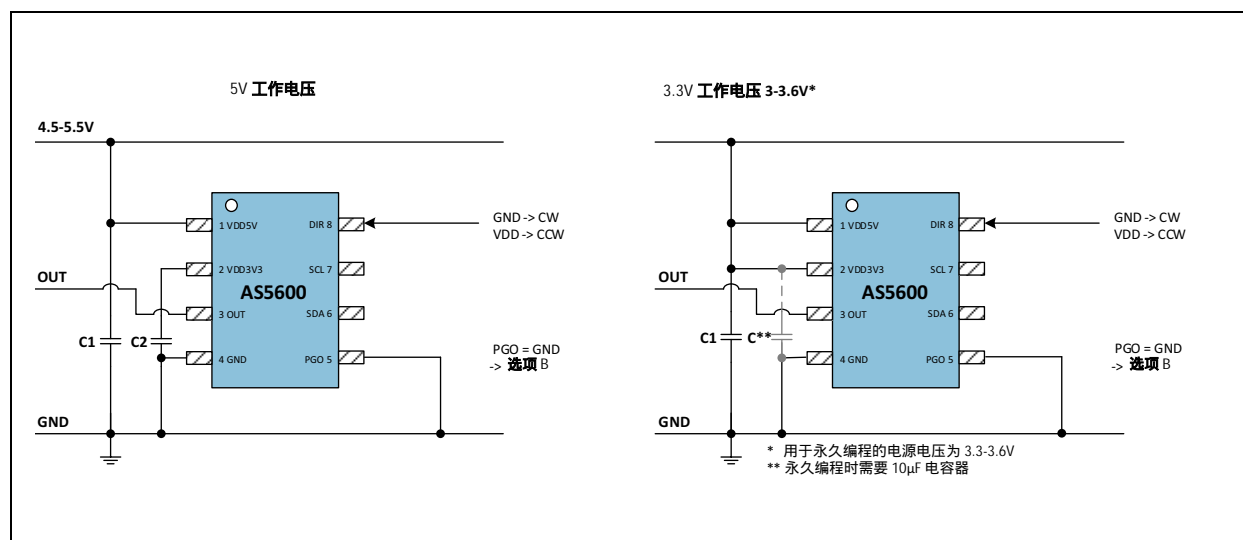 5V 工作电压
4.5-5.5V
1 VDD5V
DIR 8
GND -> CW
VDD -> CCW
2 VDD3V3
SCL 7
OUT
AS5600
3 OUT
SDA 6
C1
C2
4 GND
PGO 5
PGO = GND
-> 选项 B
GND
3.3V 工作电压 3-3.6V*
1 VDD5V
DIR 8
GND -> CW
VDD -> CCW
2 VDD3V3
SCL 7
OUT
AS5600
3 OUT
SDA 6
C1
C**
4 GND
PGO 5
PGO = GND
-> 选项 B
GND
* 用于永久编程的电源电压为 3.3-3.6V
** 永久编程时需要 10μF 电容器